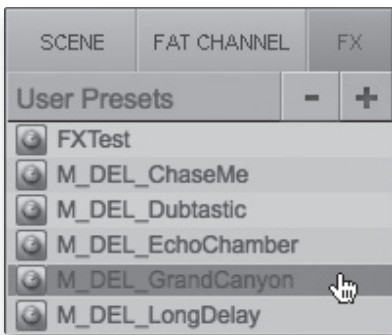 SCENE FAT CHANNEL FX
User Presets - +
FXTest
M_DEL_ChaseMe
M_DEL_Dubtastic
M_DEL_EchoChamber
M_DEL_GrandCanyon
M_DEL_LongDelay